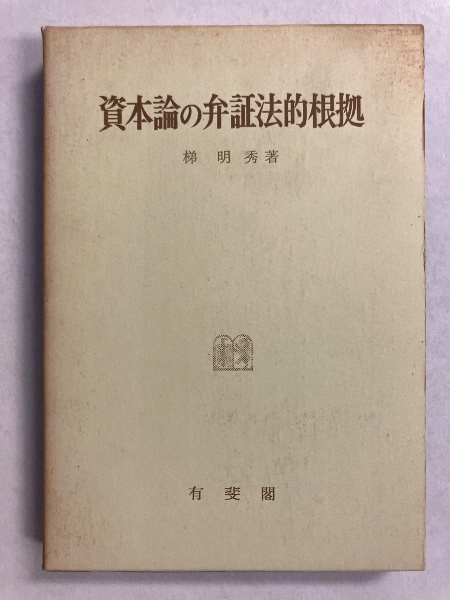 資本論の弁証法的根拠
梯 明 秀 著
有 斐 閣